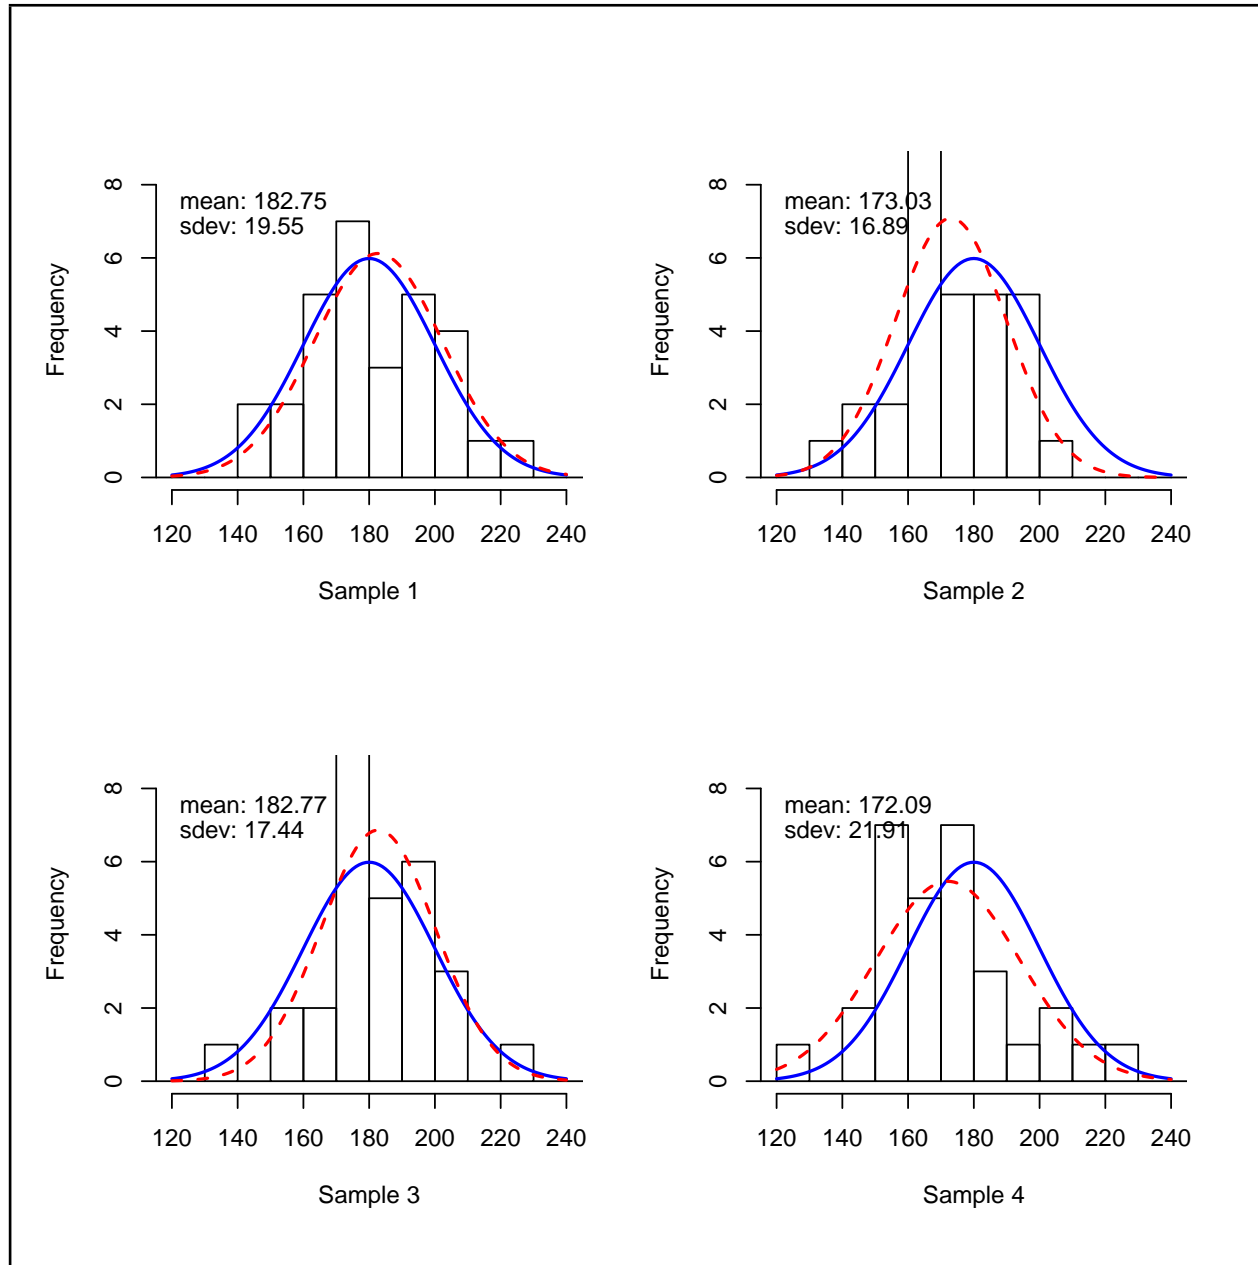 mean: 182.75
sdev: 19.55
Frequency
0 2 4 6 8
120 140 160 180 200 220 240
Sample 1
mean: 173.03
sdev: 16.89
Frequency
0 2 4 6 8
120 140 160 180 200 220 240
Sample 2
mean: 182.77
sdev: 17.44
Frequency
0 2 4 6 8
120 140 160 180 200 220 240
Sample 3
mean: 172.09
sdev: 21.91
Frequency
0 2 4 6 8
120 140 160 180 200 220 240
Sample 4